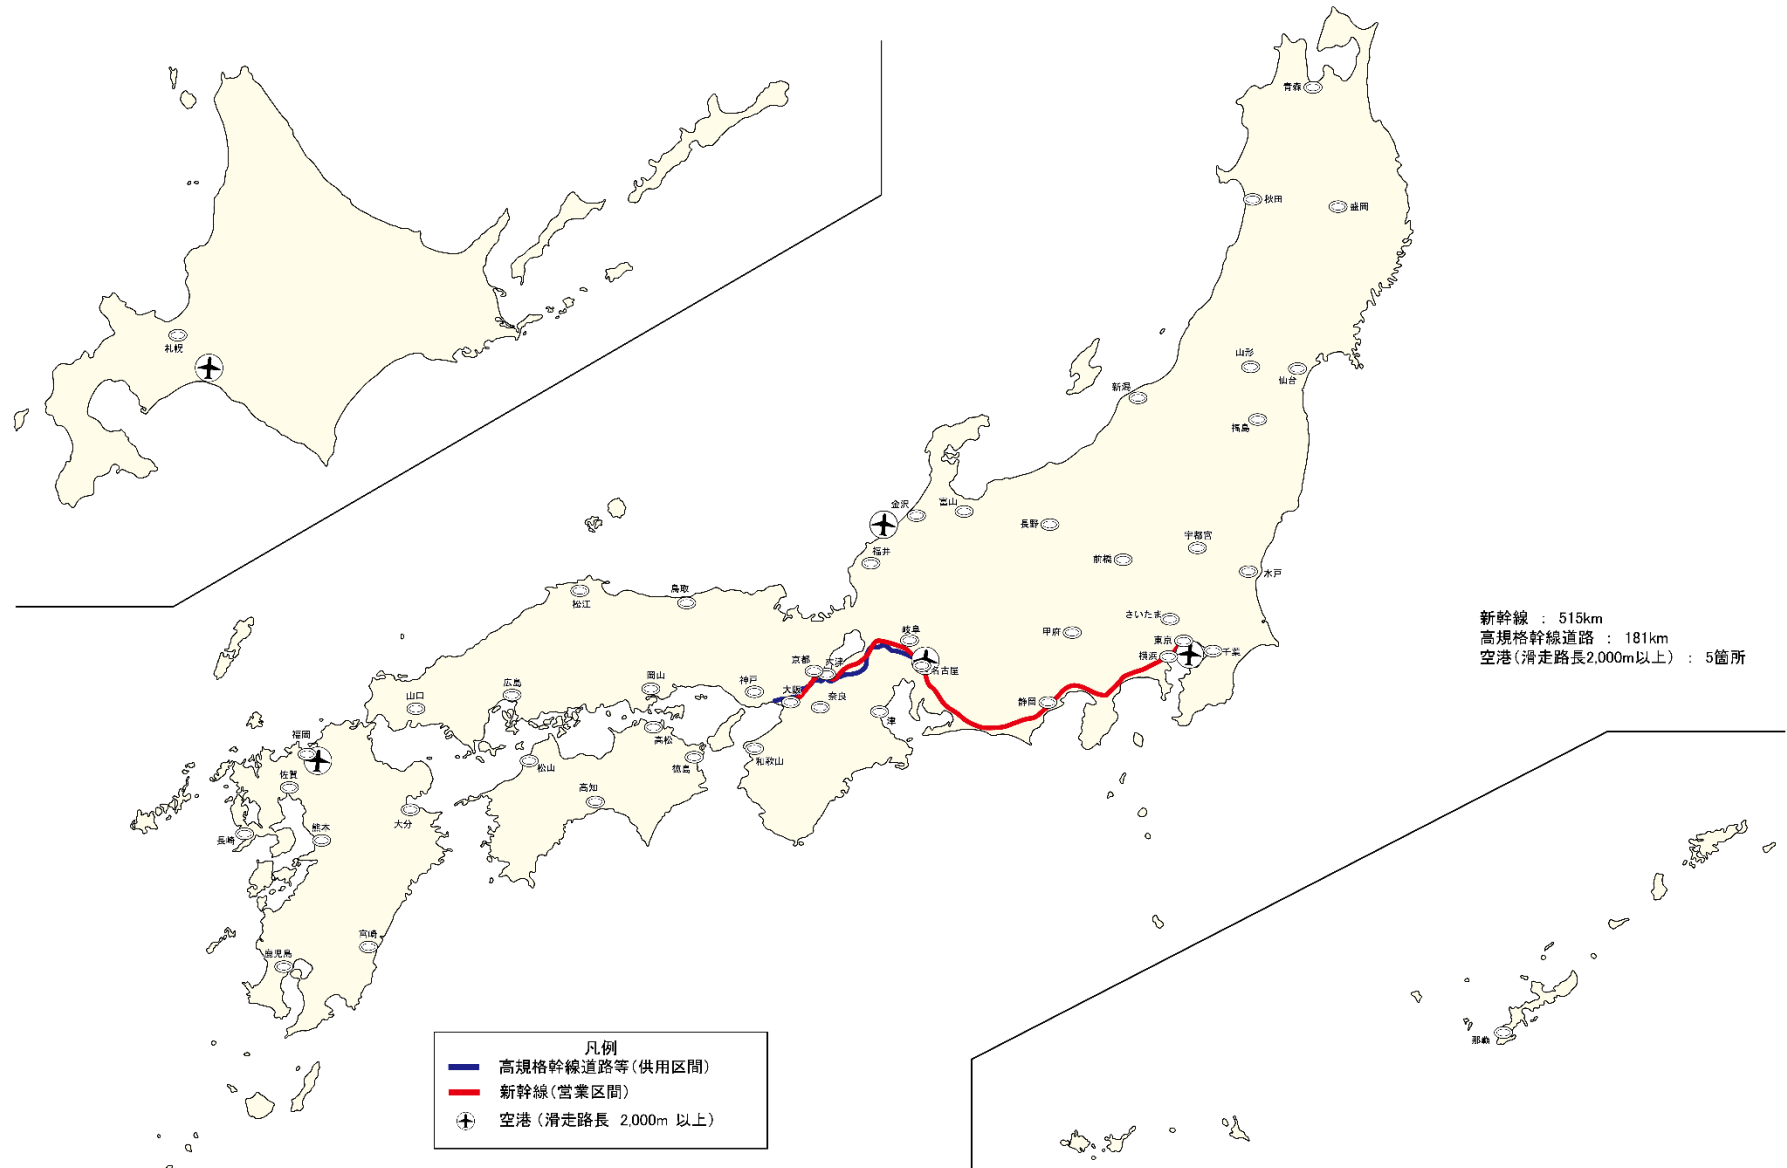 青森
秋田
盛岡
札幌
山形
仙台
新潟
福島
金沢
富山
長野
宇都宮
福井
前橋
水戸
松江
鳥取
さいたま
新幹線 ： 515km
高規格幹線道路 ： 181km
空港(滑走路長2,000m以上) ： 5箇所
岐阜
甲府
東京
千葉
横浜
京都
大津
名古屋
岡山
神戸
大阪
奈良
広島
山口
静岡
津
高松
福岡
和歌山
徳島
松山
佐賀
高知
大分
熊本
長崎
宮崎
鹿児島
那覇
凡例
高規格幹線道路等(供用区間)
新幹線(営業区間)
空港(滑走路長 2,000m 以上)